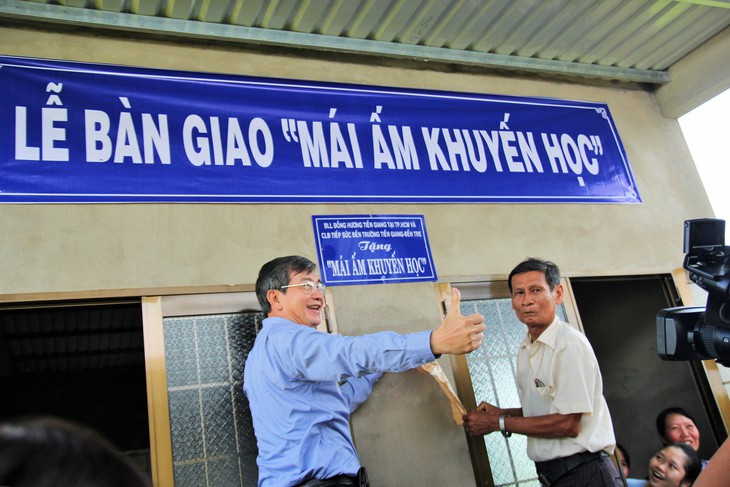 LỄ BÀN GIAO "MÁI ẤM KHUYẾN HỌC"
BLL ĐỒNG HƯƠNG TIỀN GIANG TẠI TP.HCM VÀ
CLB TIẾP SỨC ĐẾN TRƯỜNG TIỀN GIANG-BẾN TRE
Tặng
"MÁI ẤM KHUYẾN HỌC"